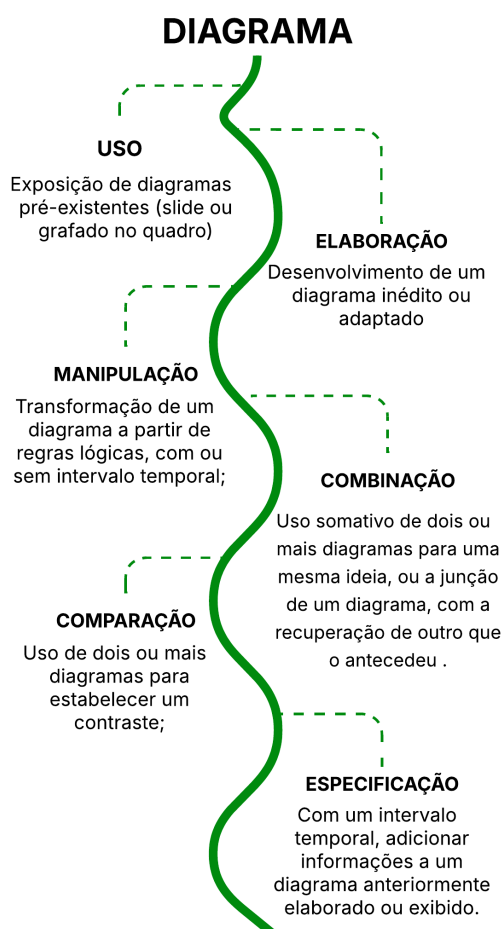 DIAGRAMA
USO
Exposição de diagramas
pré-existentes (slide ou
grafado no quadro)
ELABORAÇÃO
Desenvolvimento de um
diagrama inédito ou
adaptado
MANIPULAÇÃO
Transformação de um
diagrama a partir de
regras lógicas, com ou
sem intervalo temporal;
COMBINAÇÃO
Uso somativo de dois ou
mais diagramas para uma
mesma ideia, ou a junção
de um diagrama, com a
recuperação de outro que
o antecedeu .
COMPARAÇÃO
Uso de dois ou mais
diagramas para
estabelecer um
contraste;
ESPECIFICAÇÃO
Com um intervalo
temporal, adicionar
informações a um
diagrama anteriormente
elaborado ou exibido.